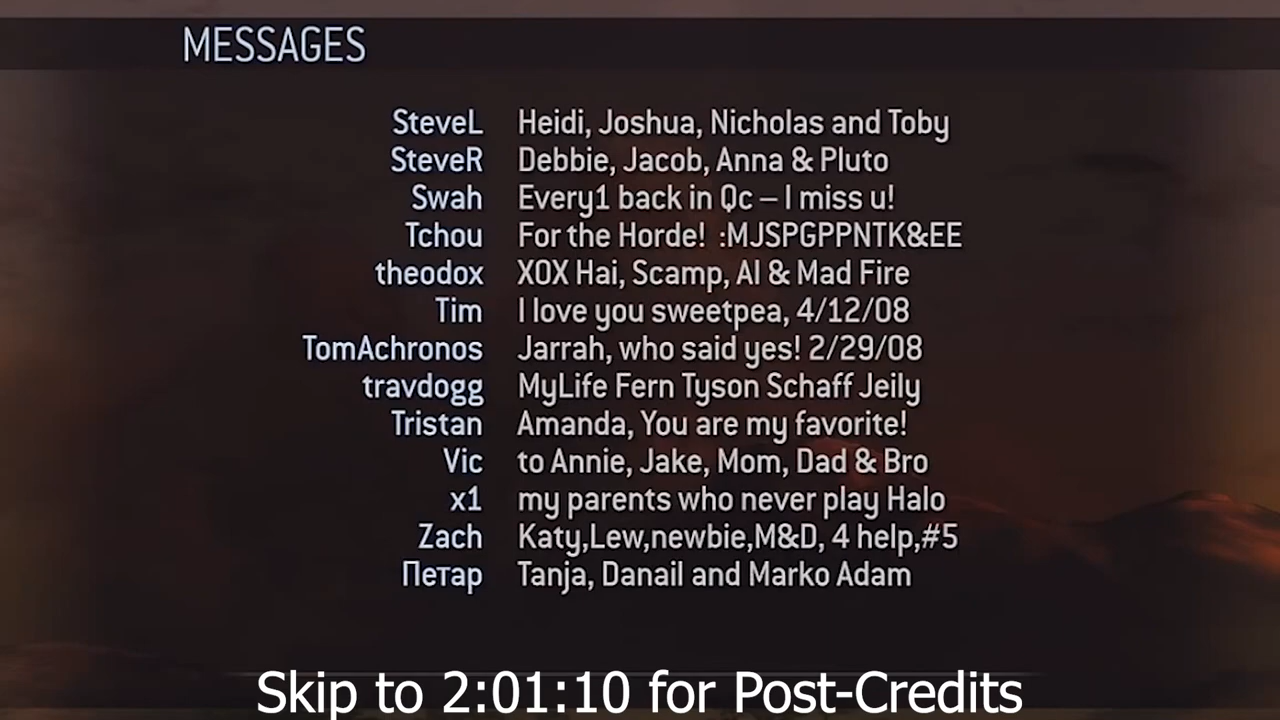 MESSAGES
SteveL Heidi, Joshua, Nicholas and Toby
SteveR Debbie, Jacob, Anna & Pluto
Swah Every1 back in Qc – I miss u!
Tchou For the Horde! :MJSPGPPNTK&EE
theodox XOX Hai, Scamp, Al & Mad Fire
Tim I love you sweetpea, 4/12/08
TomAchronos Jarrah, who said yes! 2/29/08
travdogg MyLife Fern Tyson Schaff Jeily
Tristan Amanda, You are my favorite!
Vic to Annie, Jake, Mom, Dad & Bro
x1 my parents who never play Halo
Zach Katy,Lew,newbie,M&D, 4 help,#5
Петар Tanja, Danail and Marko Adam
Skip to 2:01:10 for Post-Credits